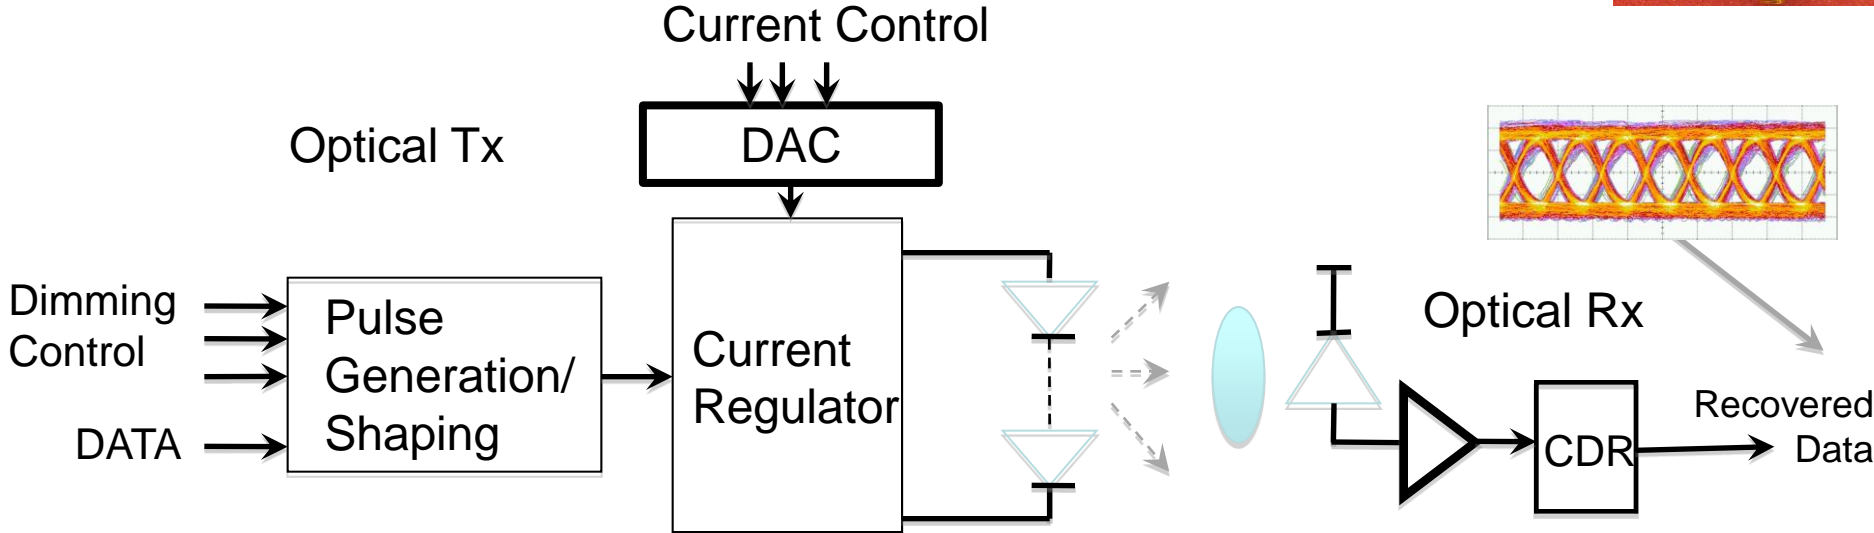 Current Control
Optical Tx
DAC
Dimming
Control
DATA
Pulse
Generation/
Shaping
Current
Regulator
Optical Rx
CDR
Recovered
Data